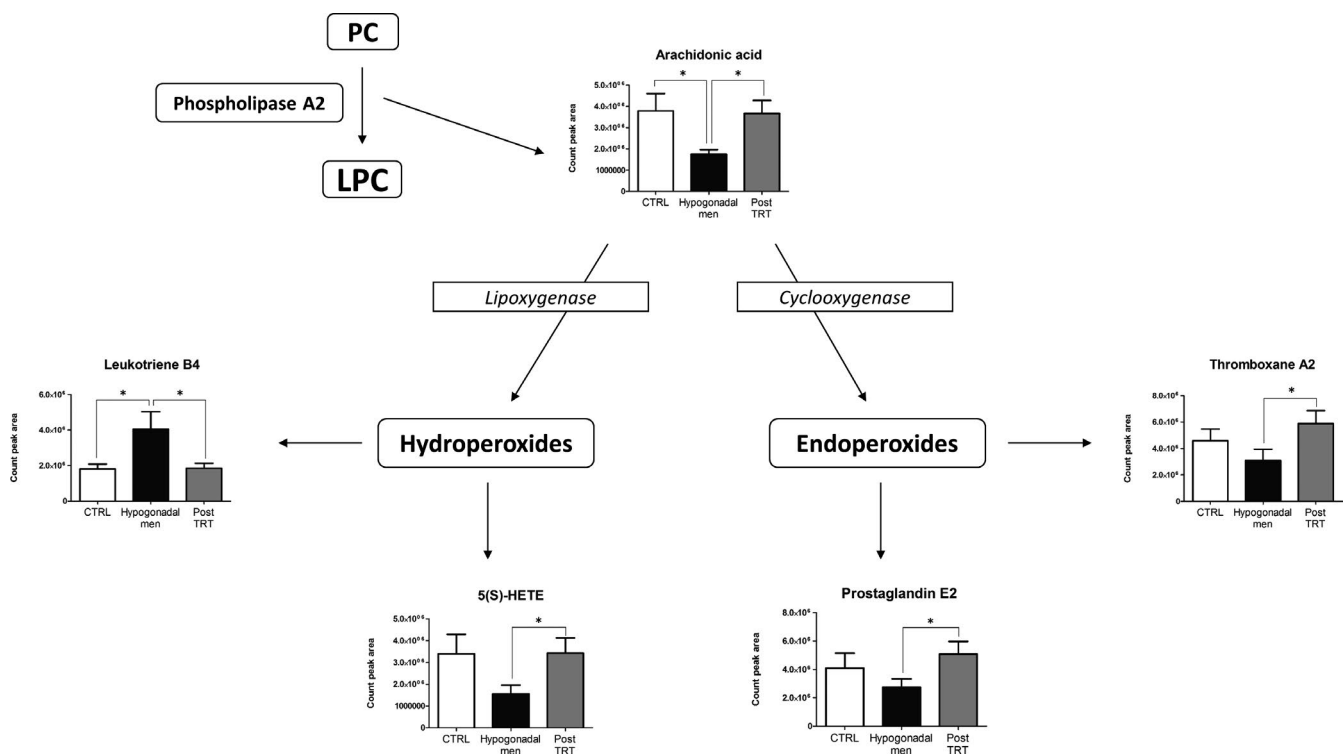 PC
Phospholipase A2
LPC
Arachidonic acid
Count peak area
5.0×10⁰⁶
4.0×10⁰⁶
3.0×10⁰⁶
2.0×10⁰⁶
1000000
0
CTRL
Hypogonadal
men
Post
TRT
*
*
Lipoxygenase
Cyclooxygenase
Leukotriene B4
Count peak area
6.0×10⁶
4.0×10⁶
2.0×10⁶
0
CTRL
Hypogonadal
men
Post
TRT
*
*
Hydroperoxides
Endoperoxides
Thromboxane A2
Count peak area
8.0×10⁶
6.0×10⁶
4.0×10⁶
2.0×10⁶
0
CTRL
Hypogonadal
men
Post
TRT
*
5(S)-HETE
Count peak area
5.0×10⁰⁶
4.0×10⁰⁶
3.0×10⁰⁶
2.0×10⁰⁶
1000000
0
CTRL
Hypogonadal
men
Post
TRT
*
Prostaglandin E2
Count peak area
8.0×10⁶
6.0×10⁶
4.0×10⁶
2.0×10⁶
0
CTRL
Hypogonadal
men
Post
TRT
*